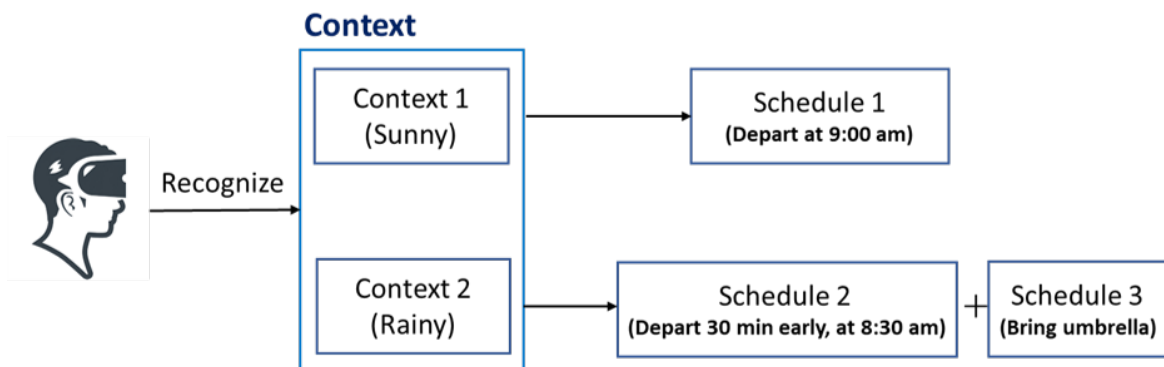 Context
Context 1
(Sunny)
Schedule 1
(Depart at 9:00 am)
Recognize
Context 2
(Rainy)
Schedule 2
(Depart 30 min early, at 8:30 am)
+
Schedule 3
(Bring umbrella)